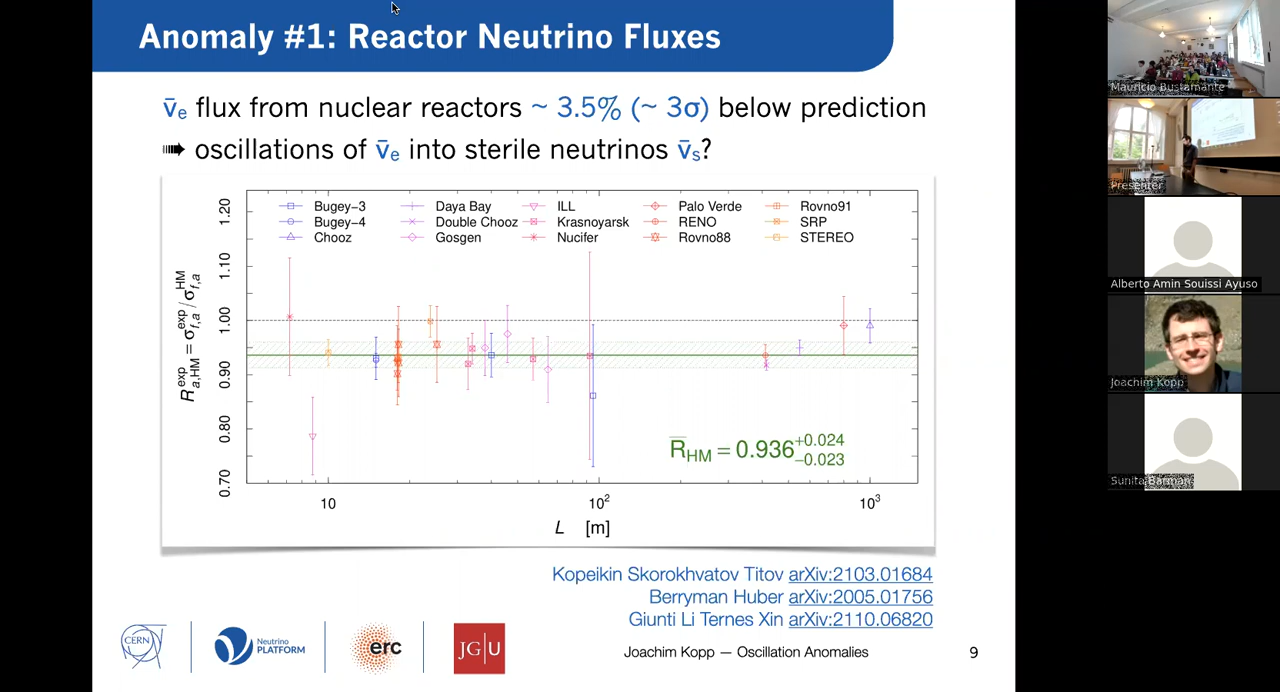 Anomaly #1: Reactor Neutrino Fluxes
ν̄e flux from nuclear reactors ~ 3.5% (~ 3σ) below prediction
➠ oscillations of ν̄e into sterile neutrinos ν̄s?
Bugey−3 Daya Bay ILL Palo Verde Rovno91
Bugey−4 Double Chooz Krasnoyarsk RENO SRP
Chooz Gosgen Nucifer Rovno88 STEREO
R^exp_a,HM = σ^exp_f,a / σ^HM_f,a
1.20
1.10
1.00
0.90
0.80
0.70
R̄HM = 0.936 +0.024 −0.023
10 10² 10³
L [m]
Kopeikin Skorokhvatov Titov arXiv:2103.01684
Berryman Huber arXiv:2005.01756
Giunti Li Ternes Xin arXiv:2110.06820
CERN
Neutrino
PLATFORM
erc
JG|U
Joachim Kopp — Oscillation Anomalies 9
Mauricio Bustamante
Presenter
Alberto Amin Souissi Ayuso
Joachim Kopp
Sunita Barman